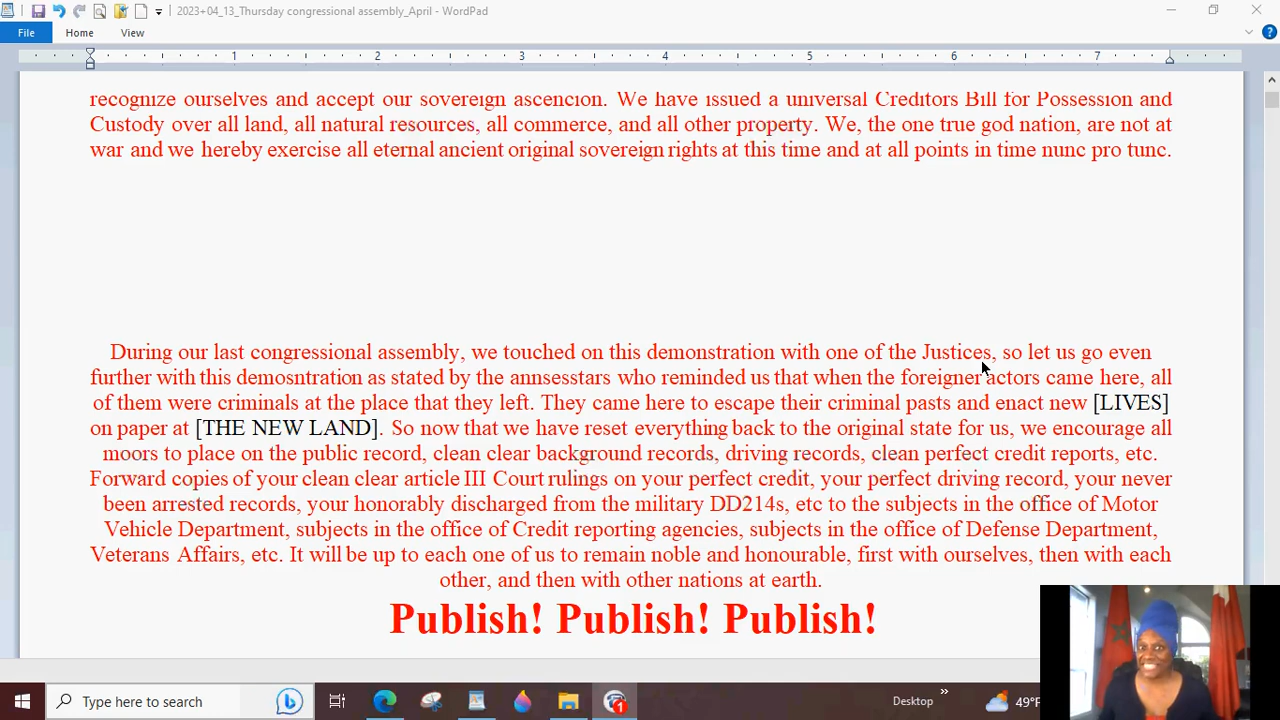 2023+04_13_Thursday congressional assembly_April - WordPad
File Home View
1 2 3 4 5 6 7
recognize ourselves and accept our sovereign ascencion. We have issued a universal Creditors Bill for Possession and
Custody over all land, all natural resources, all commerce, and all other property. We, the one true god nation, are not at
war and we hereby exercise all eternal ancient original sovereign rights at this time and at all points in time nunc pro tunc.
During our last congressional assembly, we touched on this demonstration with one of the Justices, so let us go even
further with this demosntration as stated by the annsesstars who reminded us that when the foreigner actors came here, all
of them were criminals at the place that they left. They came here to escape their criminal pasts and enact new [LIVES]
on paper at [THE NEW LAND]. So now that we have reset everything back to the original state for us, we encourage all
moors to place on the public record, clean clear background records, driving records, clean perfect credit reports, etc.
Forward copies of your clean clear article III Court rulings on your perfect credit, your perfect driving record, your never
been arrested records, your honorably discharged from the military DD214s, etc to the subjects in the office of Motor
Vehicle Department, subjects in the office of Credit reporting agencies, subjects in the office of Defense Department,
Veterans Affairs, etc. It will be up to each one of us to remain noble and honourable, first with ourselves, then with each
other, and then with other nations at earth.
Publish! Publish! Publish!
Type here to search
1
Desktop
»
49°F